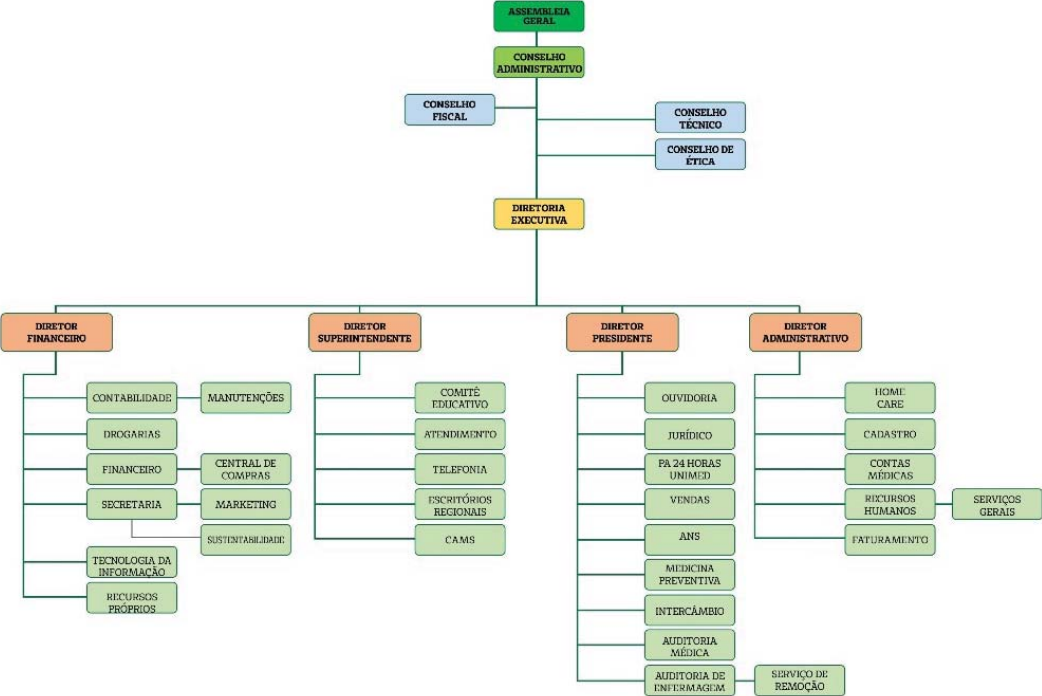 ASSEMBLEIA
GERAL
CONSELHO
ADMINISTRATIVO
CONSELHO
FISCAL
CONSELHO
TÉCNICO
CONSELHO DE
ÉTICA
DIRETORIA
EXECUTIVA
DIRETOR
FINANCEIRO
DIRETOR
SUPERINTENDENTE
DIRETOR
PRESIDENTE
DIRETOR
ADMINISTRATIVO
CONTABILIDADE
MANUTENÇÕES
DROGARIAS
FINANCEIRO
CENTRAL DE
COMPRAS
SECRETARIA
MARKETING
SUSTENTABILIDADE
TECNOLOGIA DA
INFORMAÇÃO
RECURSOS
PRÓPRIOS
COMITÊ
EDUCATIVO
ATENDIMENTO
TELEFONIA
ESCRITÓRIOS
REGIONAIS
CAMS
OUVIDORIA
JURÍDICO
PA 24 HORAS
UNIMED
VENDAS
ANS
MEDICINA
PREVENTIVA
INTERCÂMBIO
AUDITORIA
MÉDICA
AUDITORIA DE
ENFERMAGEM
SERVIÇO DE
REMOÇÃO
HOME
CARE
CADASTRO
CONTAS
MÉDICAS
RECURSOS
HUMANOS
SERVIÇOS
GERAIS
FATURAMENTO